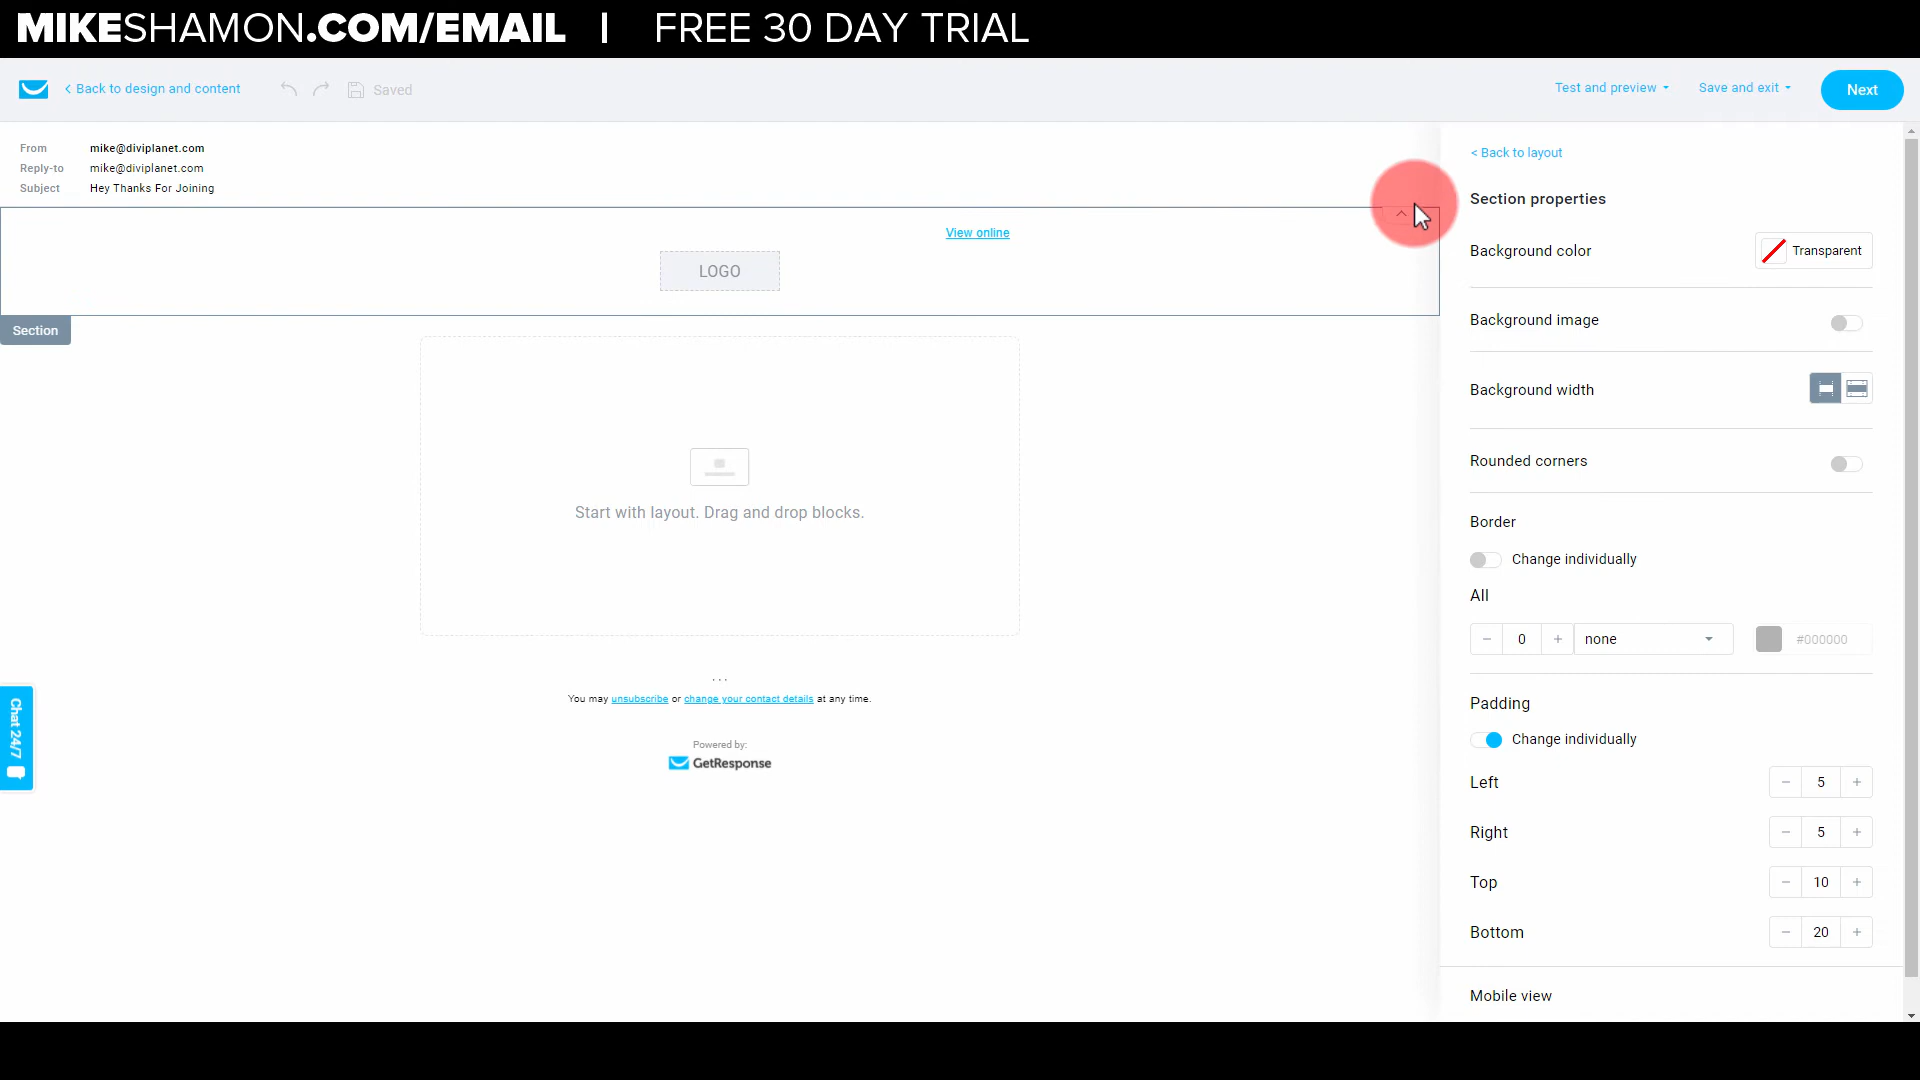 MIKESHAMON.COM/EMAIL | FREE 30 DAY TRIAL
< Back to design and content
Saved
Test and preview
Save and exit
Next
From mike@diviplanet.com
Reply-to mike@diviplanet.com
Subject Hey Thanks For Joining
View online
LOGO
Section
Start with layout. Drag and drop blocks.
...
You may unsubscribe or change your contact details at any time.
Powered by:
GetResponse
Chat 24/7
< Back to layout
Section properties
Background color Transparent
Background image
Background width
Rounded corners
Border
Change individually
All
− 0 + none #000000
Padding
Change individually
Left − 5 +
Right − 5 +
Top − 10 +
Bottom − 20 +
Mobile view